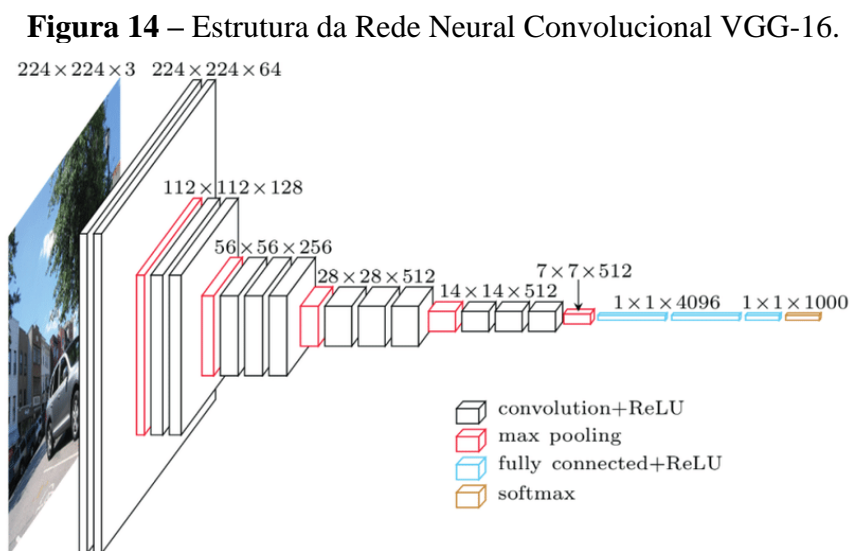 Figura 14 – Estrutura da Rede Neural Convolucional VGG-16.
224×224×3 224×224×64
112×112×128
56×56×256
28×28×512
14×14×512
7×7×512
1×1×4096 1×1×1000
convolution+ReLU
max pooling
fully connected+ReLU
softmax